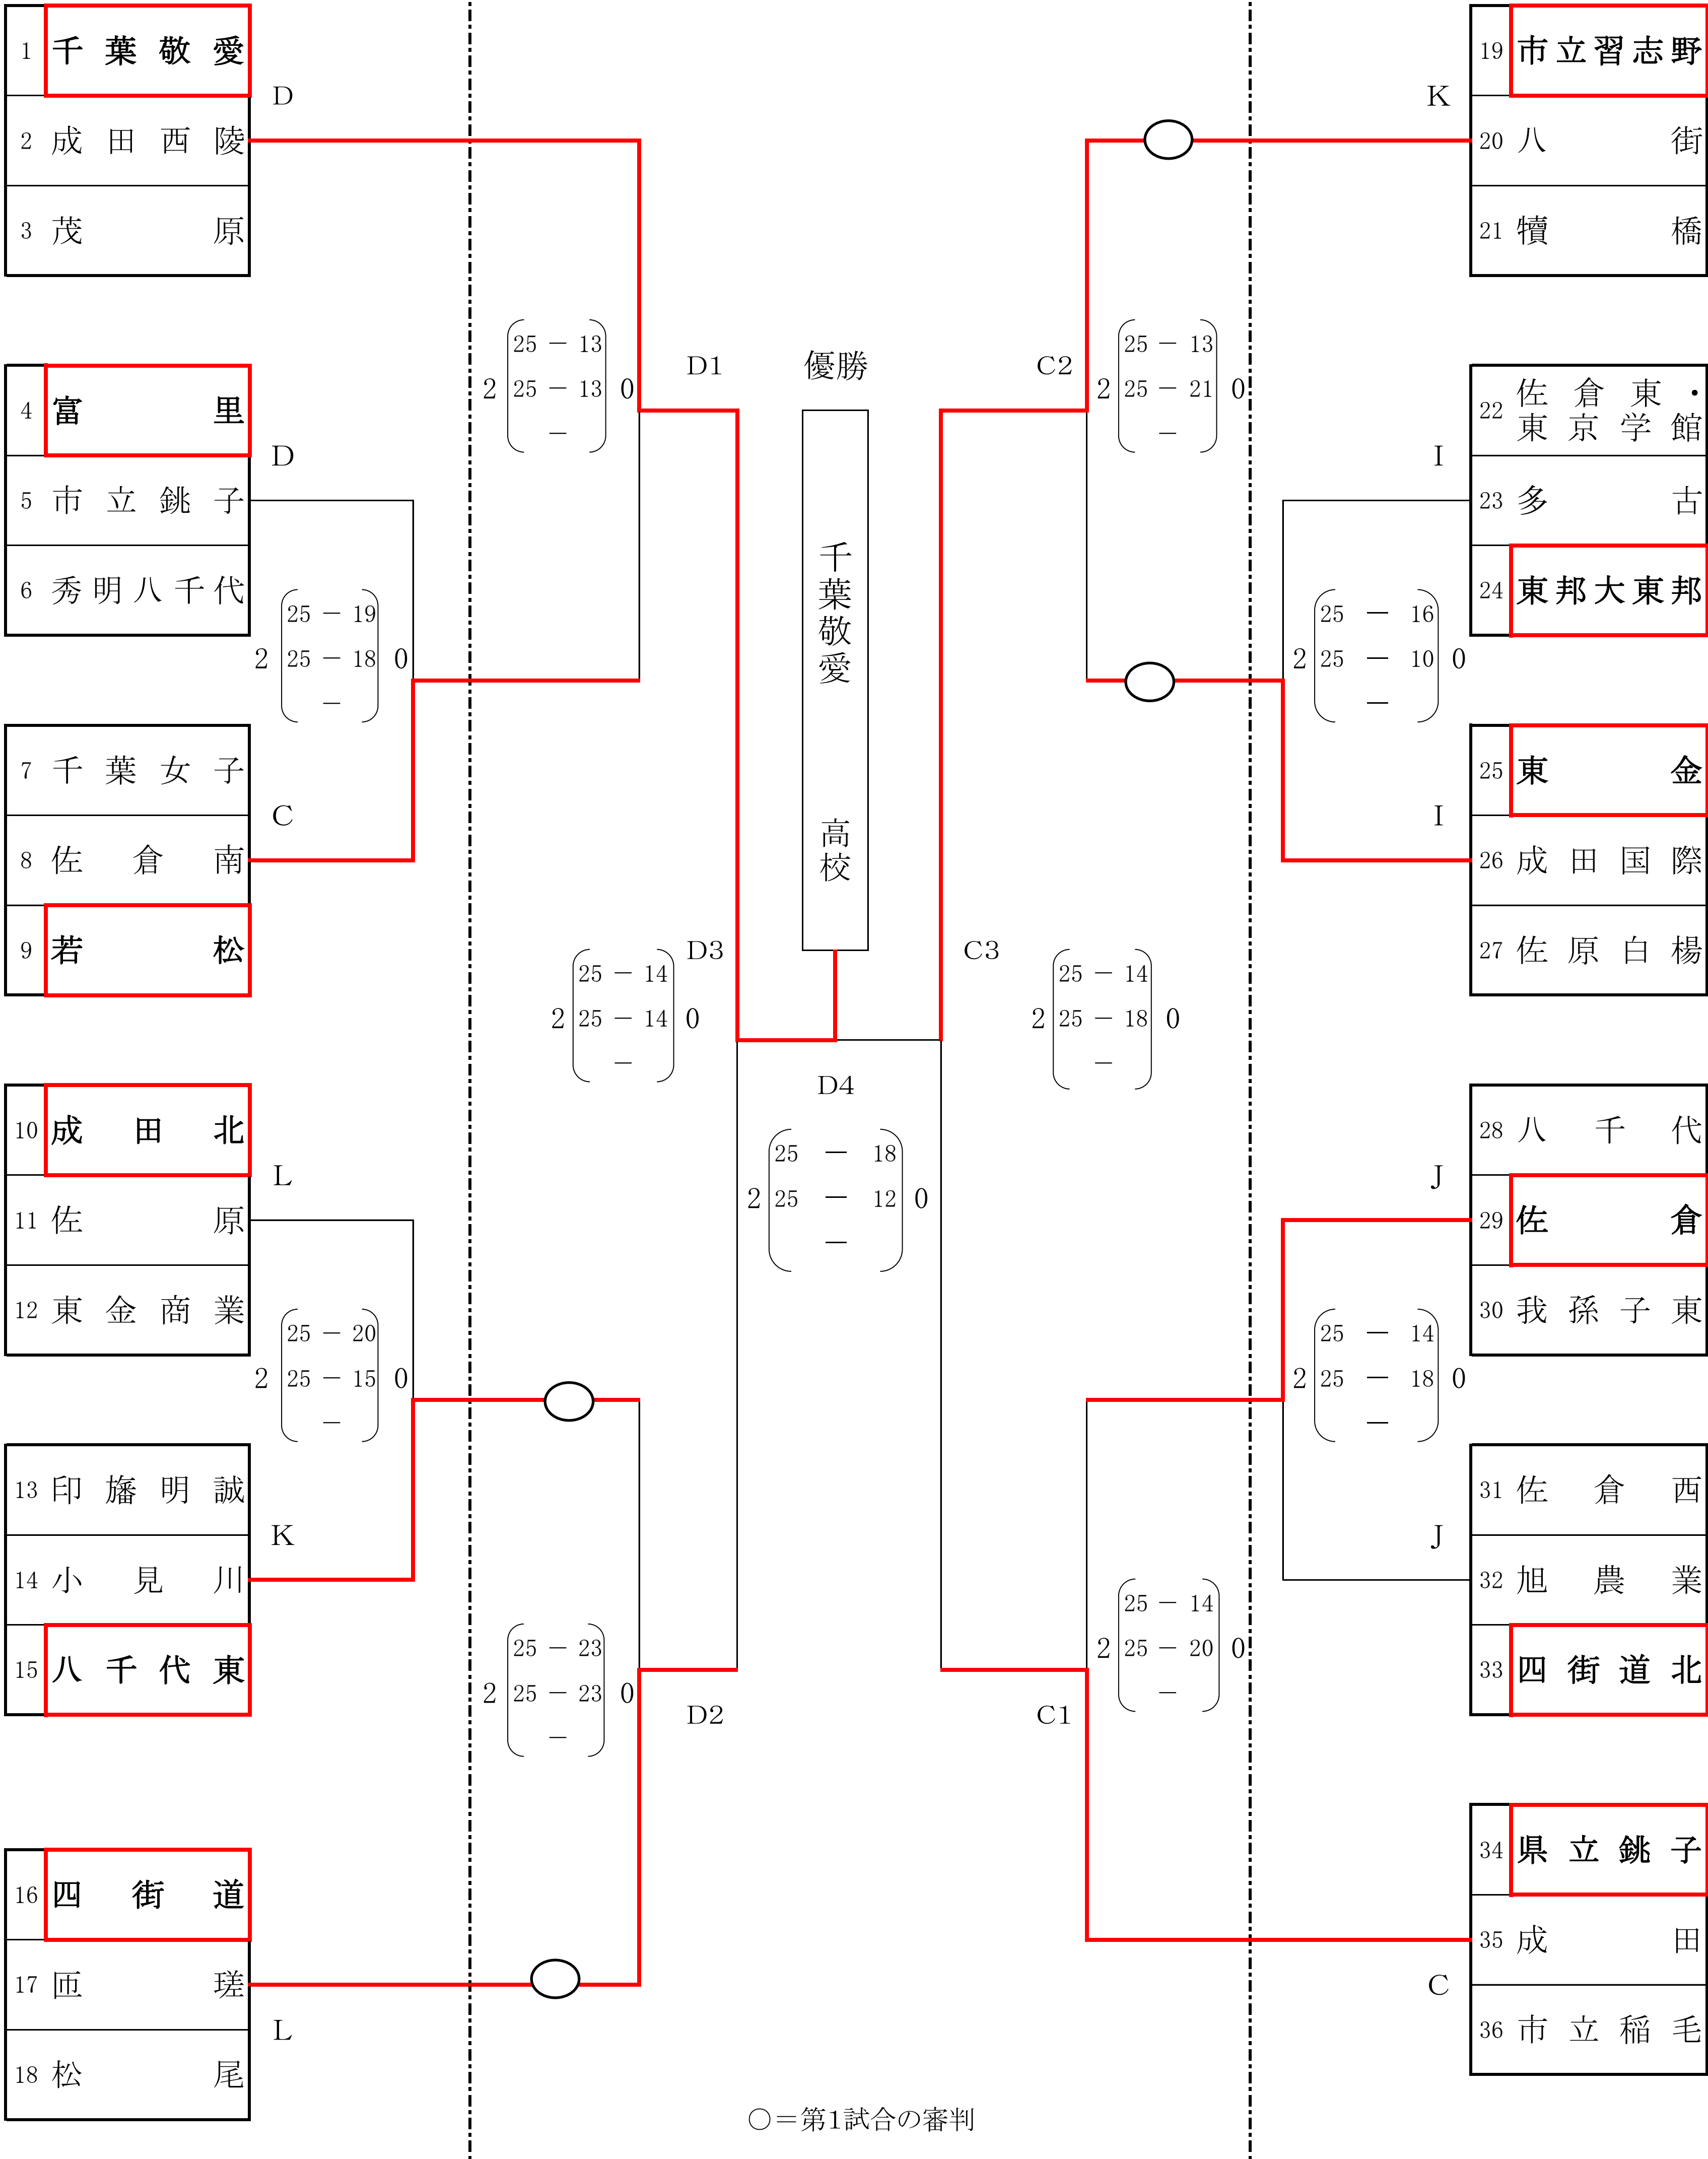 1 千葉敬愛
2 成田西陵
3 茂原
D
4 富里
5 市立銚子
6 秀明八千代
D
2 25 － 19 0
25 － 18
－
7 千葉女子
8 佐倉南
9 若松
C
10 成田北
11 佐原
12 東金商業
L
2 25 － 20 0
25 － 15
－
13 印旛明誠
14 小見川
15 八千代東
K
16 四街道
17 匝瑳
18 松尾
L
D1
2 25 － 13 0
25 － 13
－
D3
2 25 － 14 0
25 － 14
－
D2
2 25 － 23 0
25 － 23
－
優勝
千葉敬愛 高校
D4
2 25 － 18 0
25 － 12
－
C2
2 25 － 13 0
25 － 21
－
C3
2 25 － 14 0
25 － 18
－
C1
2 25 － 14 0
25 － 20
－
19 市立習志野
20 八街
21 犢橋
K
22 佐倉東・
東京学館
23 多古
24 東邦大東邦
I
2 25 － 16 0
25 － 10
－
25 東金
26 成田国際
27 佐原白楊
I
28 八千代
29 佐倉
30 我孫子東
J
2 25 － 14 0
25 － 18
－
31 佐倉西
32 旭農業
33 四街道北
J
34 県立銚子
35 成田
36 市立稲毛
C
○＝第1試合の審判